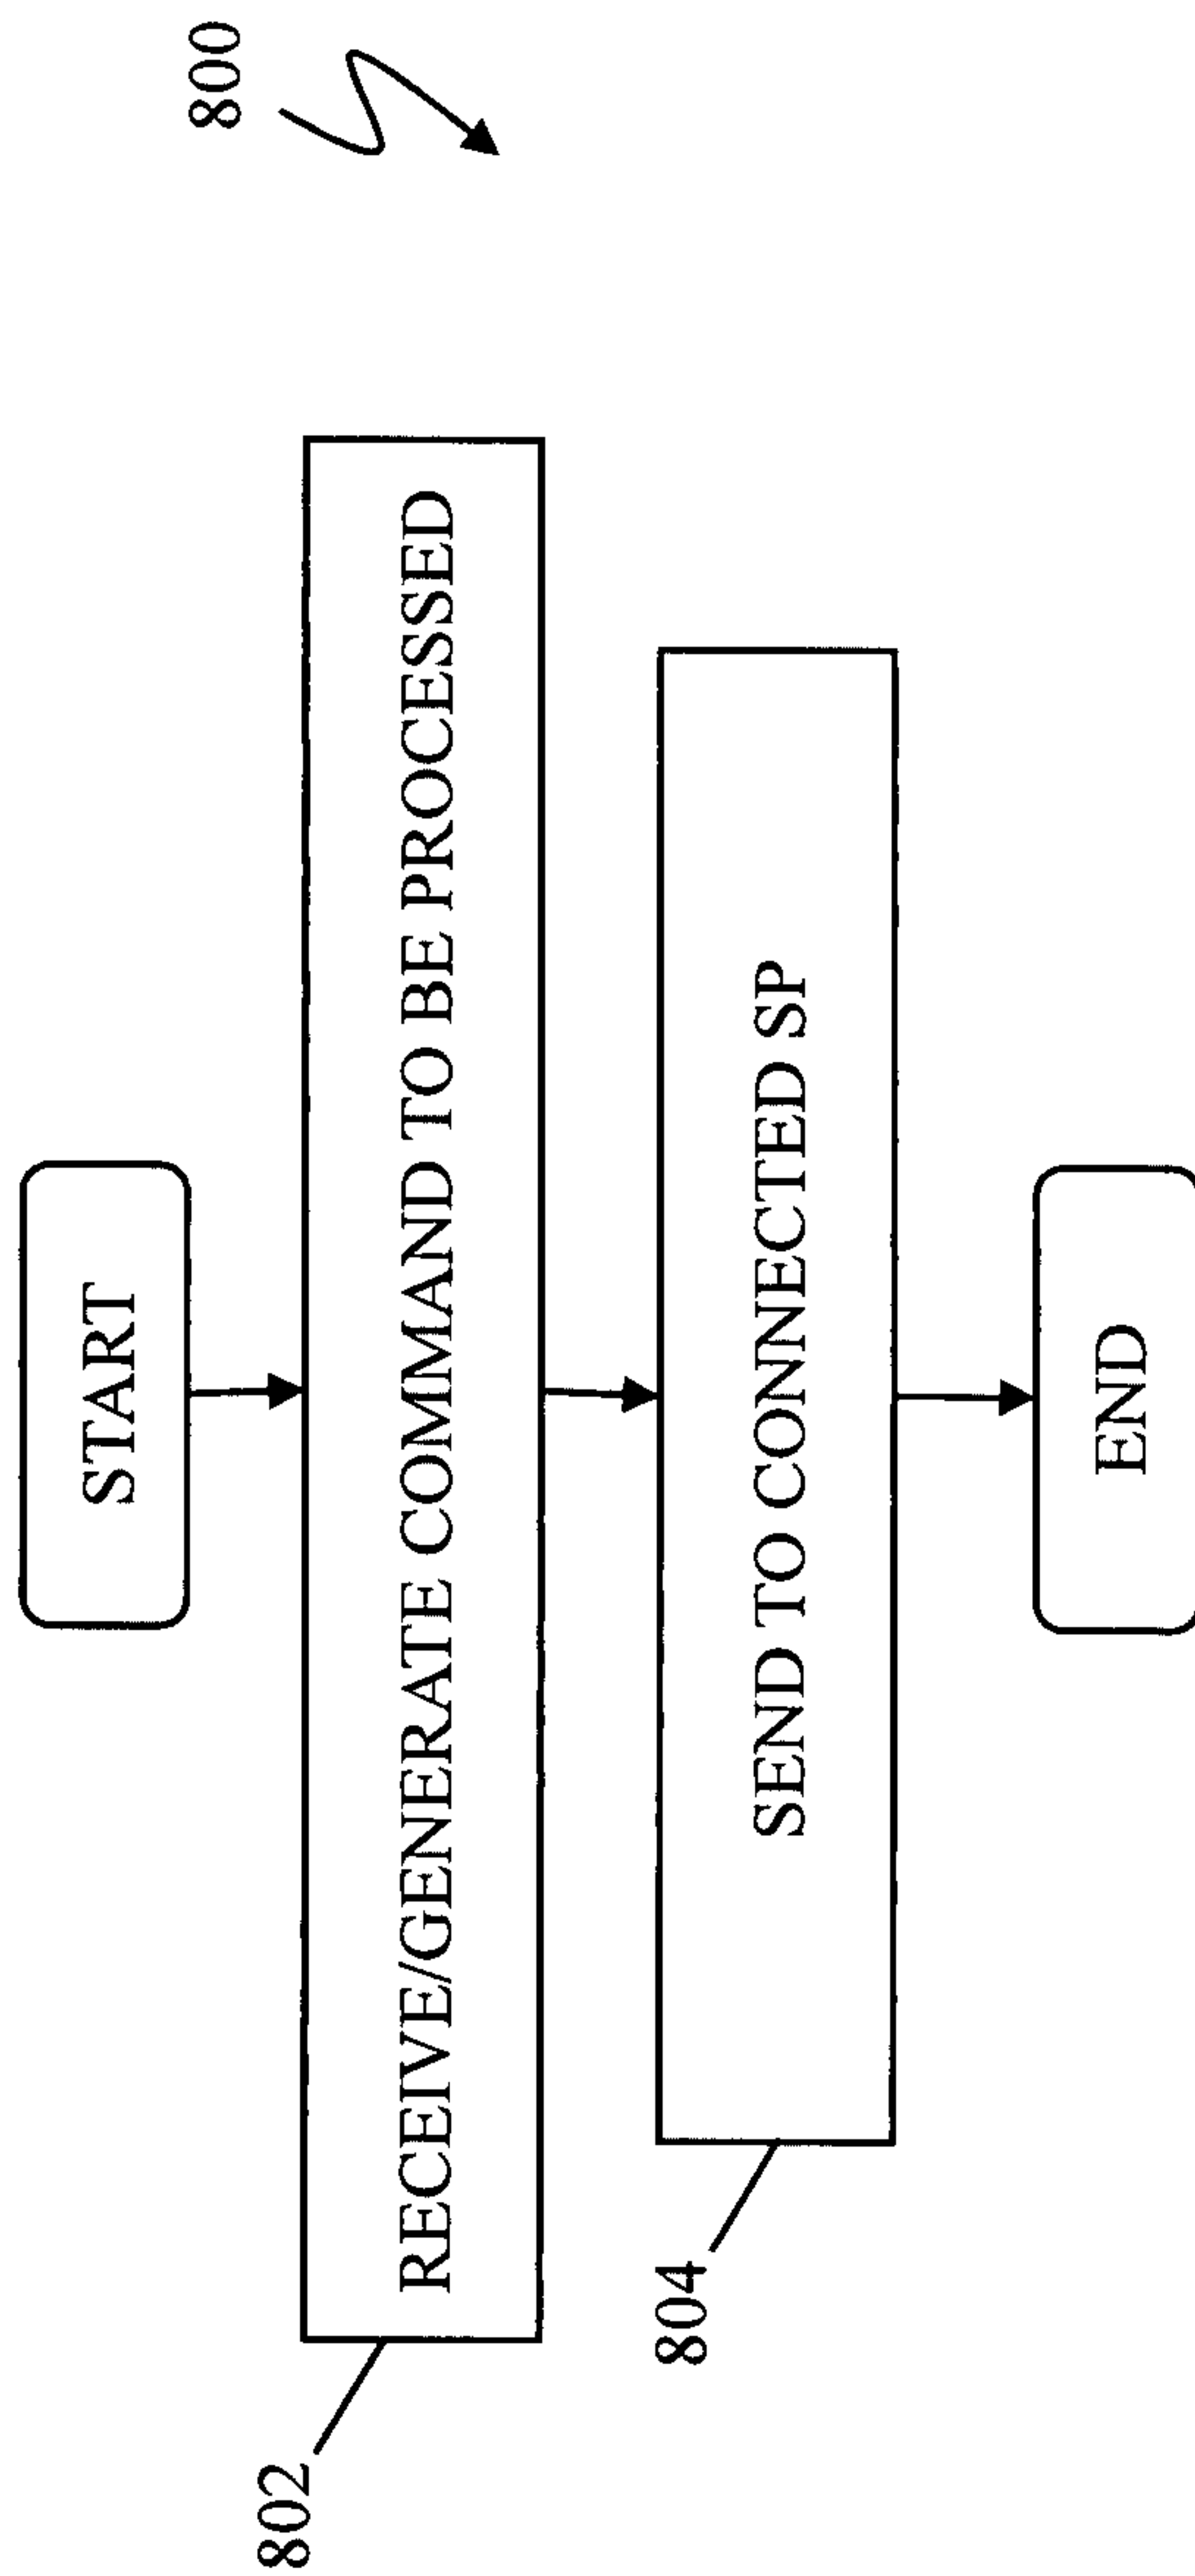 800
START
802
RECEIVE/GENERATE COMMAND TO BE PROCESSED
804
SEND TO CONNECTED SP
END